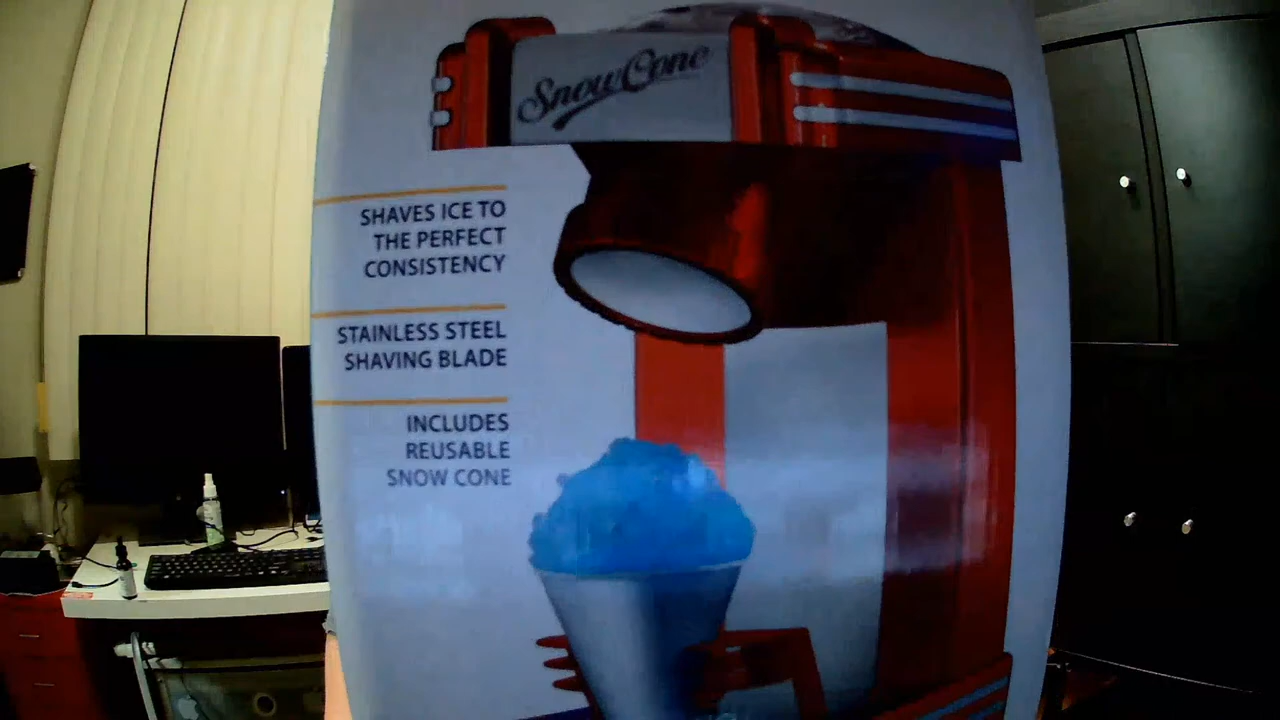 SnowCone
SHAVES ICE TO
THE PERFECT
CONSISTENCY
STAINLESS STEEL
SHAVING BLADE
INCLUDES
REUSABLE
SNOW CONE